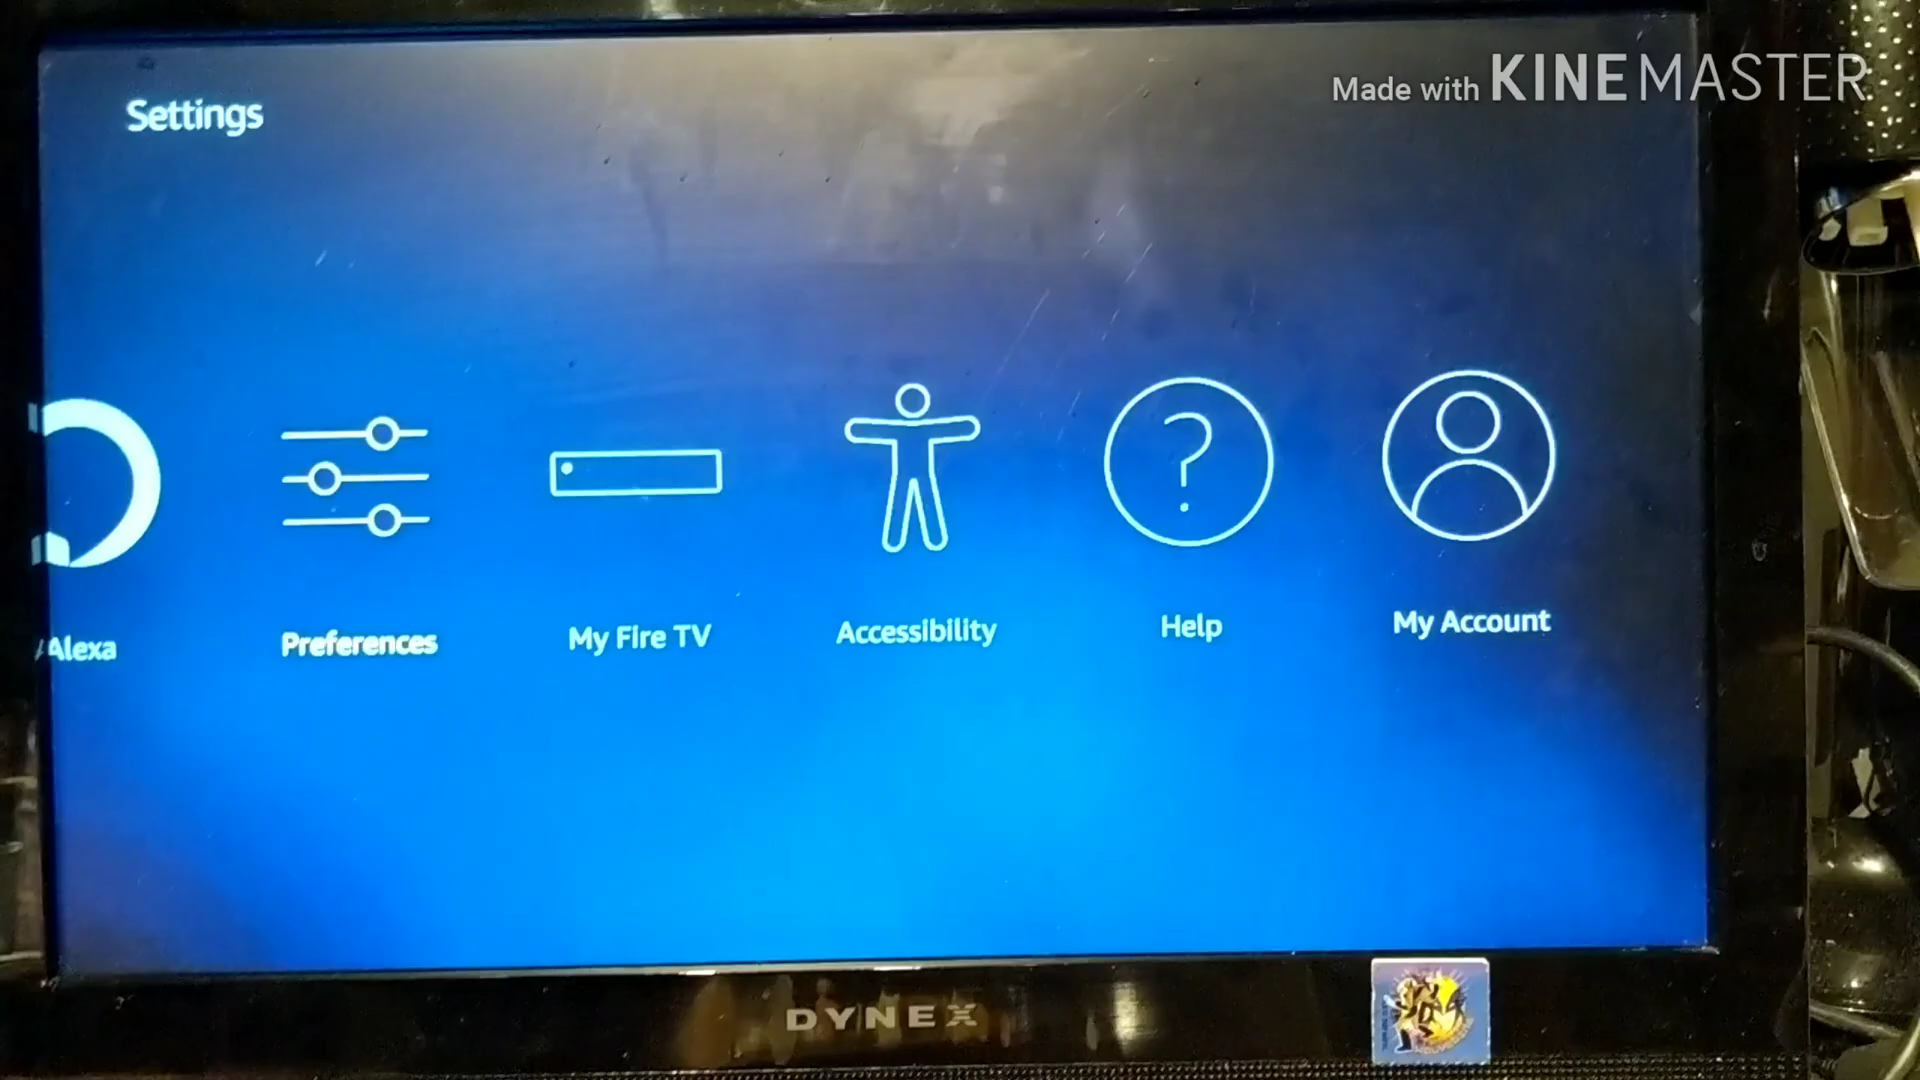 Made with KINEMASTER
Settings
Alexa
Preferences
My Fire TV
Accessibility
Help
My Account
DYNEX